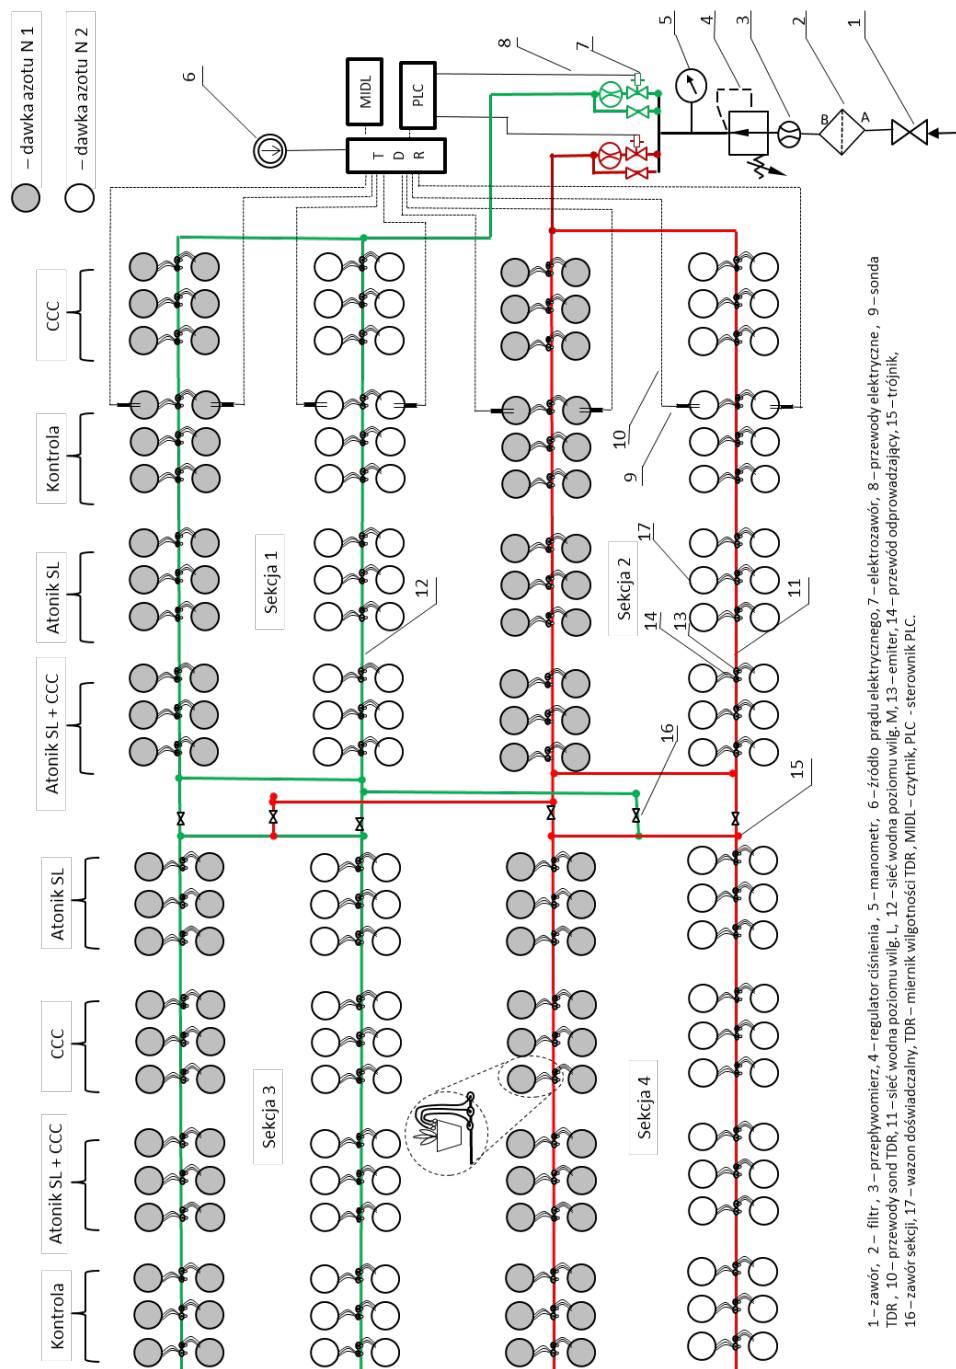 – dawka azotu N 1
– dawka azotu N 2
Kontrola
Atonik SL + CCC
CCC
Atonik SL
Atonik SL + CCC
Atonik SL
Kontrola
CCC
Sekcja 3
Sekcja 1
Sekcja 4
Sekcja 2
6
MIDL
PLC
T D R
8
7
5
4
3
2
1
B
A
12
10
9
17
14
13
11
16
15
1 – zawór, 2 – filtr, 3 – przepływomierz, 4 – regulator ciśnienia, 5 – manometr, 6 – źródło prądu elektrycznego, 7 – elektrozawór, 8 – przewody elektryczne, 9 – sonda
TDR, 10 – przewody sond TDR, 11 – sieć wodna poziomu wilg. L, 12 – sieć wodna poziomu wilg. M, 13 – emiter, 14 – przewód odprowadzający, 15 – trójnik,
16 – zawór sekcji, 17 – wazon doświadczalny, TDR – miernik wilgotności TDR, MIDL – czytnik, PLC - sterownik PLC.